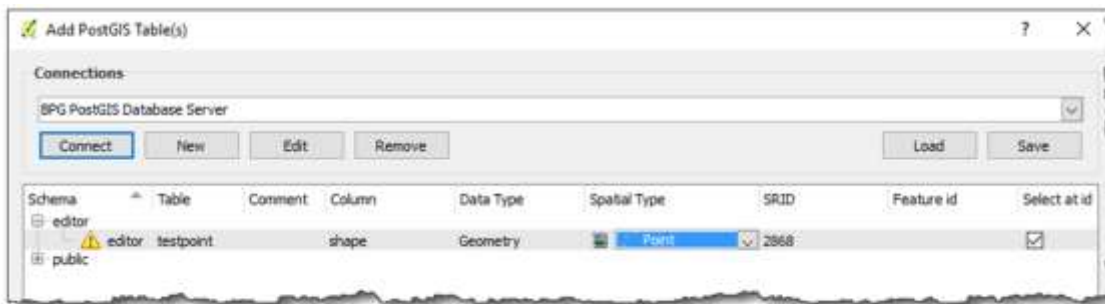 Add PostGIS Table(s)
?
Connections
BPG PostGIS Database Server
Connect New Edit Remove Load Save
Schema Table Comment Column Data Type Spatial Type SRID Feature id Select at id
editor
editor testpoint shape Geometry Point 2868
public